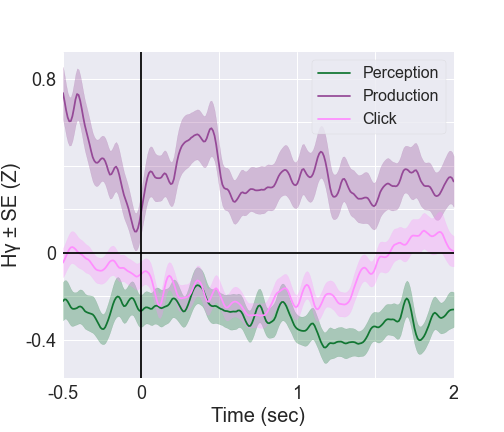 Perception
Production
Click
0.8
0
-0.4
Hγ ± SE (Z)
-0.5
0
1
2
Time (sec)